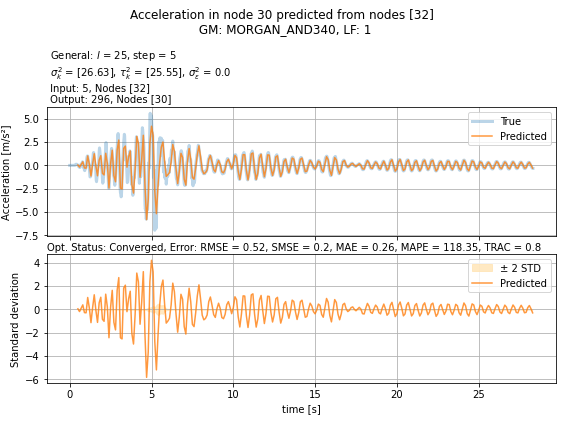 Acceleration in node 30 predicted from nodes [32]
GM: MORGAN_AND340, LF: 1
General: l = 25, step = 5
σ²ₖ = [26.63], τ²ₖ = [25.55], σ²ε = 0.0
Input: 5, Nodes [32]
Output: 296, Nodes [30]
Acceleration [m/s²]
5.0
2.5
0.0
−2.5
−5.0
−7.5
True
Predicted
Opt. Status: Converged, Error: RMSE = 0.52, SMSE = 0.2, MAE = 0.26, MAPE = 118.35, TRAC = 0.8
Standard deviation
4
2
0
−2
−4
−6
± 2 STD
Predicted
0 5 10 15 20 25
time [s]